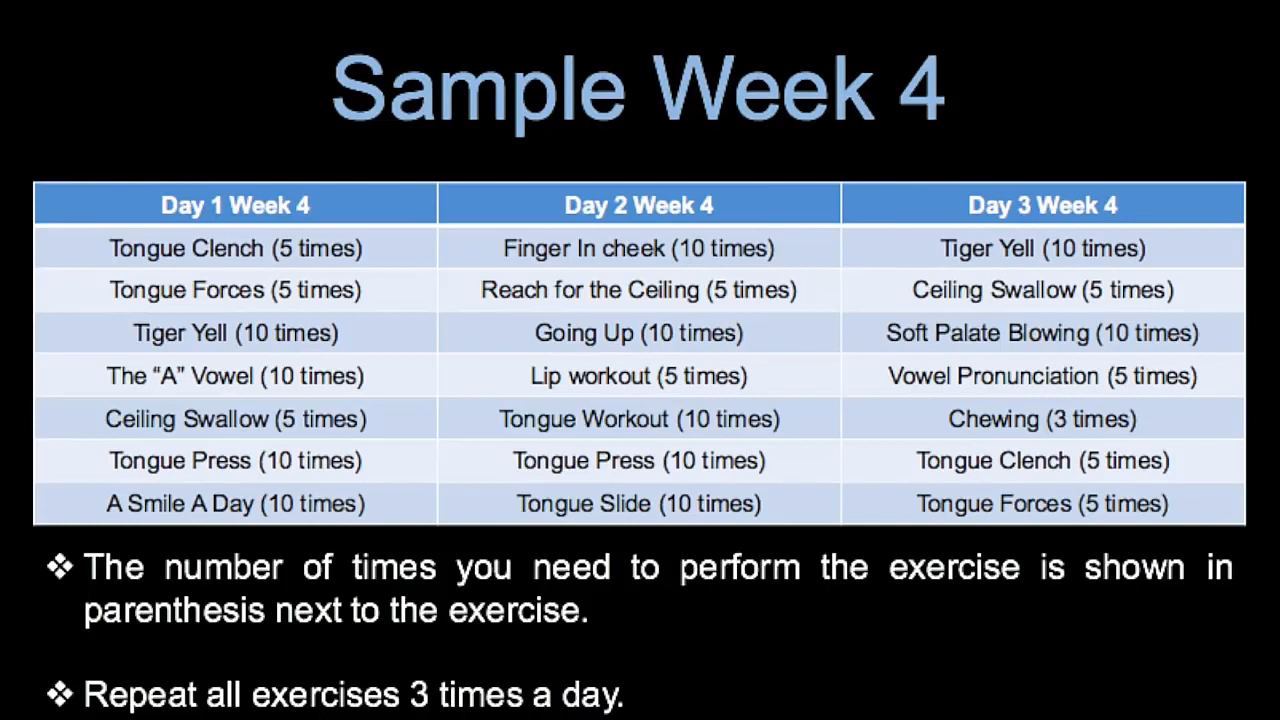 Sample Week 4
Day 1 Week 4 Day 2 Week 4 Day 3 Week 4
Tongue Clench (5 times) Finger In cheek (10 times) Tiger Yell (10 times)
Tongue Forces (5 times) Reach for the Ceiling (5 times) Ceiling Swallow (5 times)
Tiger Yell (10 times) Going Up (10 times) Soft Palate Blowing (10 times)
The “A” Vowel (10 times) Lip workout (5 times) Vowel Pronunciation (5 times)
Ceiling Swallow (5 times) Tongue Workout (10 times) Chewing (3 times)
Tongue Press (10 times) Tongue Press (10 times) Tongue Clench (5 times)
A Smile A Day (10 times) Tongue Slide (10 times) Tongue Forces (5 times)
❖ The number of times you need to perform the exercise is shown in
parenthesis next to the exercise.
❖ Repeat all exercises 3 times a day.